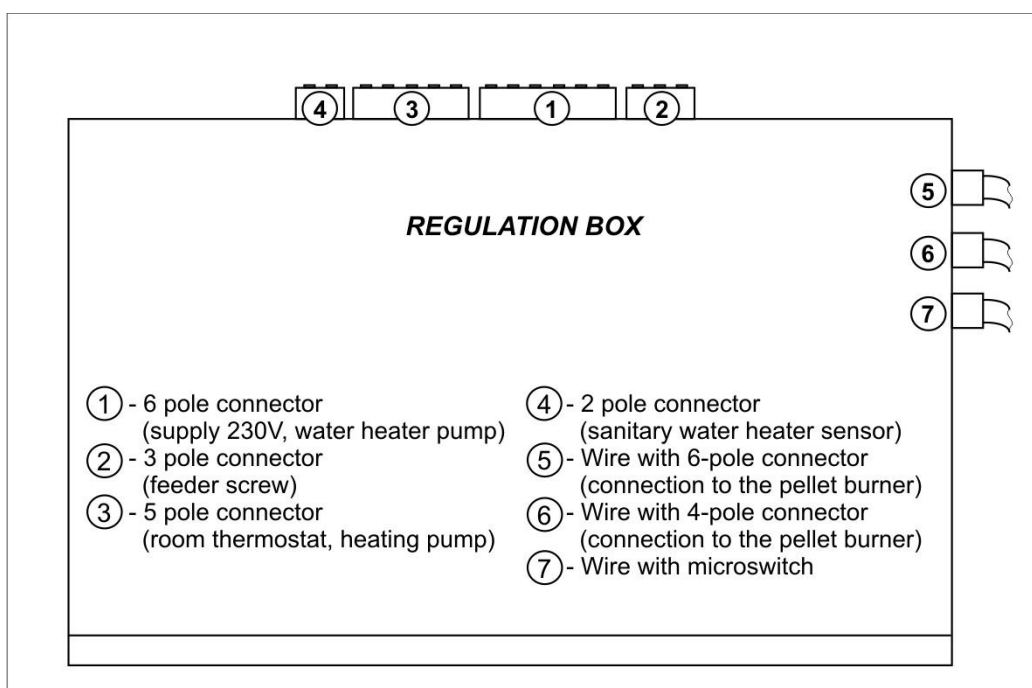 ④ ③ ① ②
⑤
REGULATION BOX
⑥
⑦
① - 6 pole connector
(supply 230V, water heater pump)
② - 3 pole connector
(feeder screw)
③ - 5 pole connector
(room thermostat, heating pump)
④ - 2 pole connector
(sanitary water heater sensor)
⑤ - Wire with 6-pole connector
(connection to the pellet burner)
⑥ - Wire with 4-pole connector
(connection to the pellet burner)
⑦ - Wire with microswitch